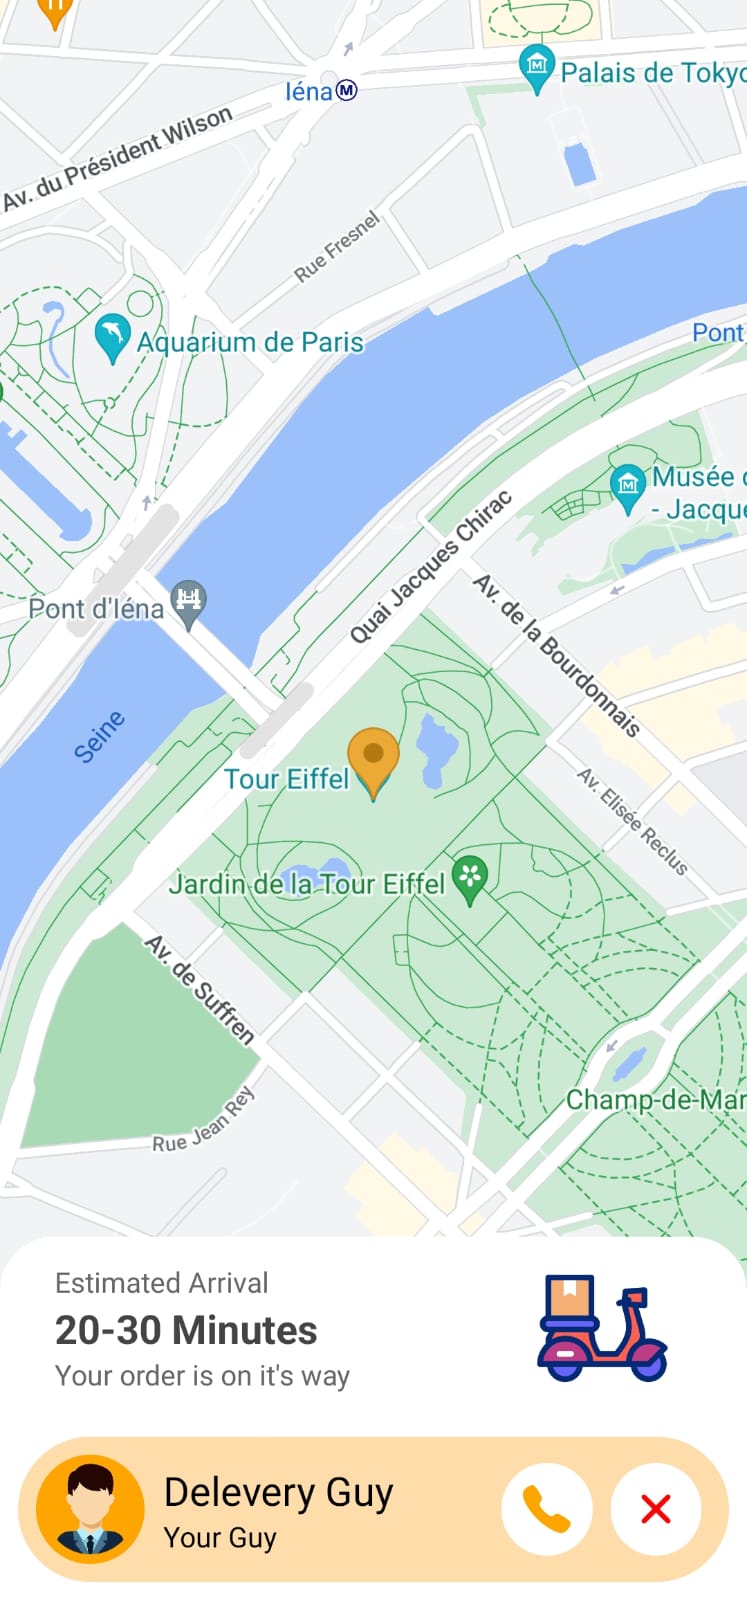 Palais de Tokyo
Iéna M
Av. du Président Wilson
Rue Fresnel
Pont
Aquarium de Paris
Musée
- Jacque
Quai Jacques Chirac
Pont d'Iéna
Av. de la Bourdonnais
Seine
Tour Eiffel
Av. Elisée Reclus
Jardin de la Tour Eiffel
Av. de Suffren
Champ-de-Mar
Rue Jean Rey
Estimated Arrival
20-30 Minutes
Your order is on it's way
Delevery Guy
Your Guy